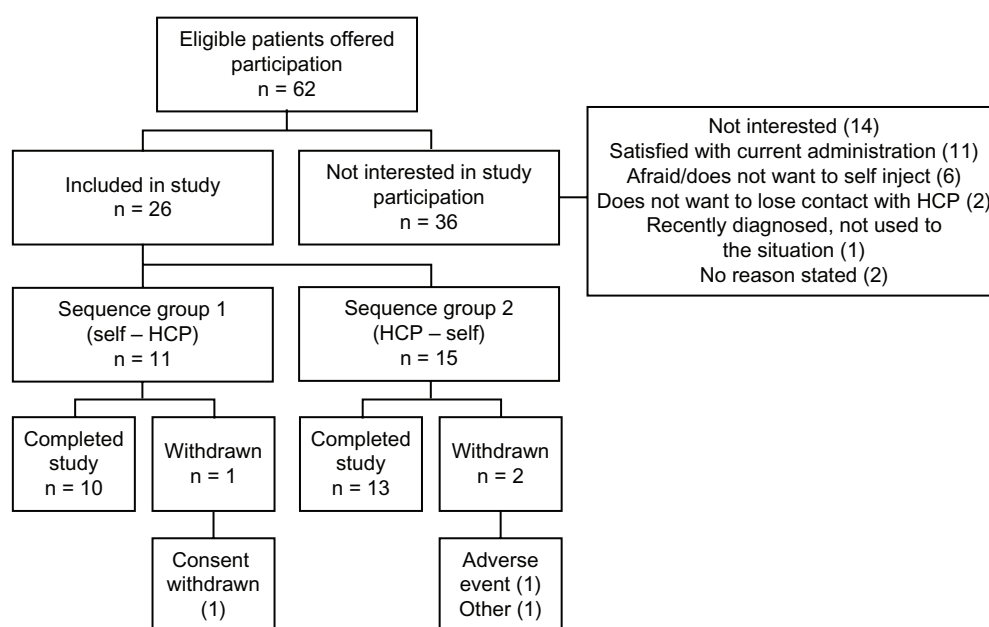 Eligible patients offered
participation
n = 62
Included in study
n = 26
Not interested in study
participation
n = 36
Not interested (14)
Satisfied with current administration (11)
Afraid/does not want to self inject (6)
Does not want to lose contact with HCP (2)
Recently diagnosed, not used to
the situation (1)
No reason stated (2)
Sequence group 1
(self – HCP)
n = 11
Sequence group 2
(HCP – self)
n = 15
Completed
study
n = 10
Withdrawn
n = 1
Completed
study
n = 13
Withdrawn
n = 2
Consent
withdrawn
(1)
Adverse
event (1)
Other (1)